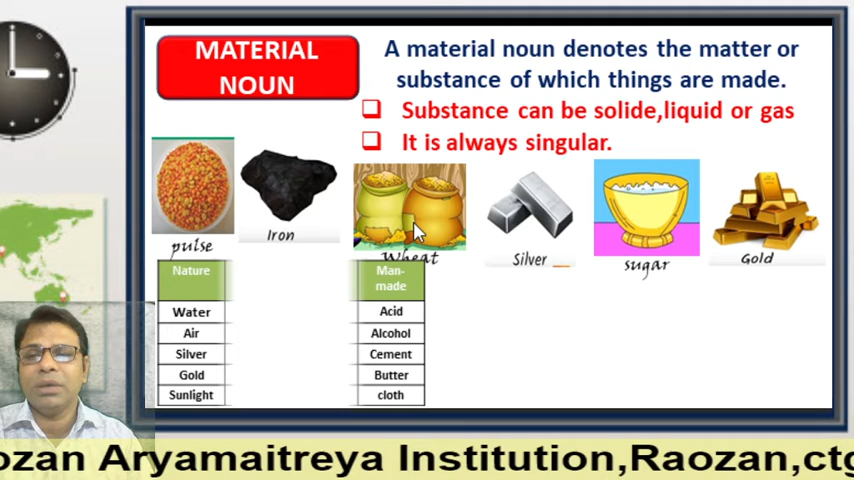 MATERIAL
NOUN
A material noun denotes the matter or
substance of which things are made.
❑ Substance can be solide,liquid or gas
❑ It is always singular.
pulse
Iron
Wheat
Silver
sugar
Gold
Nature
Man-
made
Water
Acid
Air
Alcohol
Silver
Cement
Gold
Butter
Sunlight
cloth
ozan Aryamaitreya Institution,Raozan,ctg